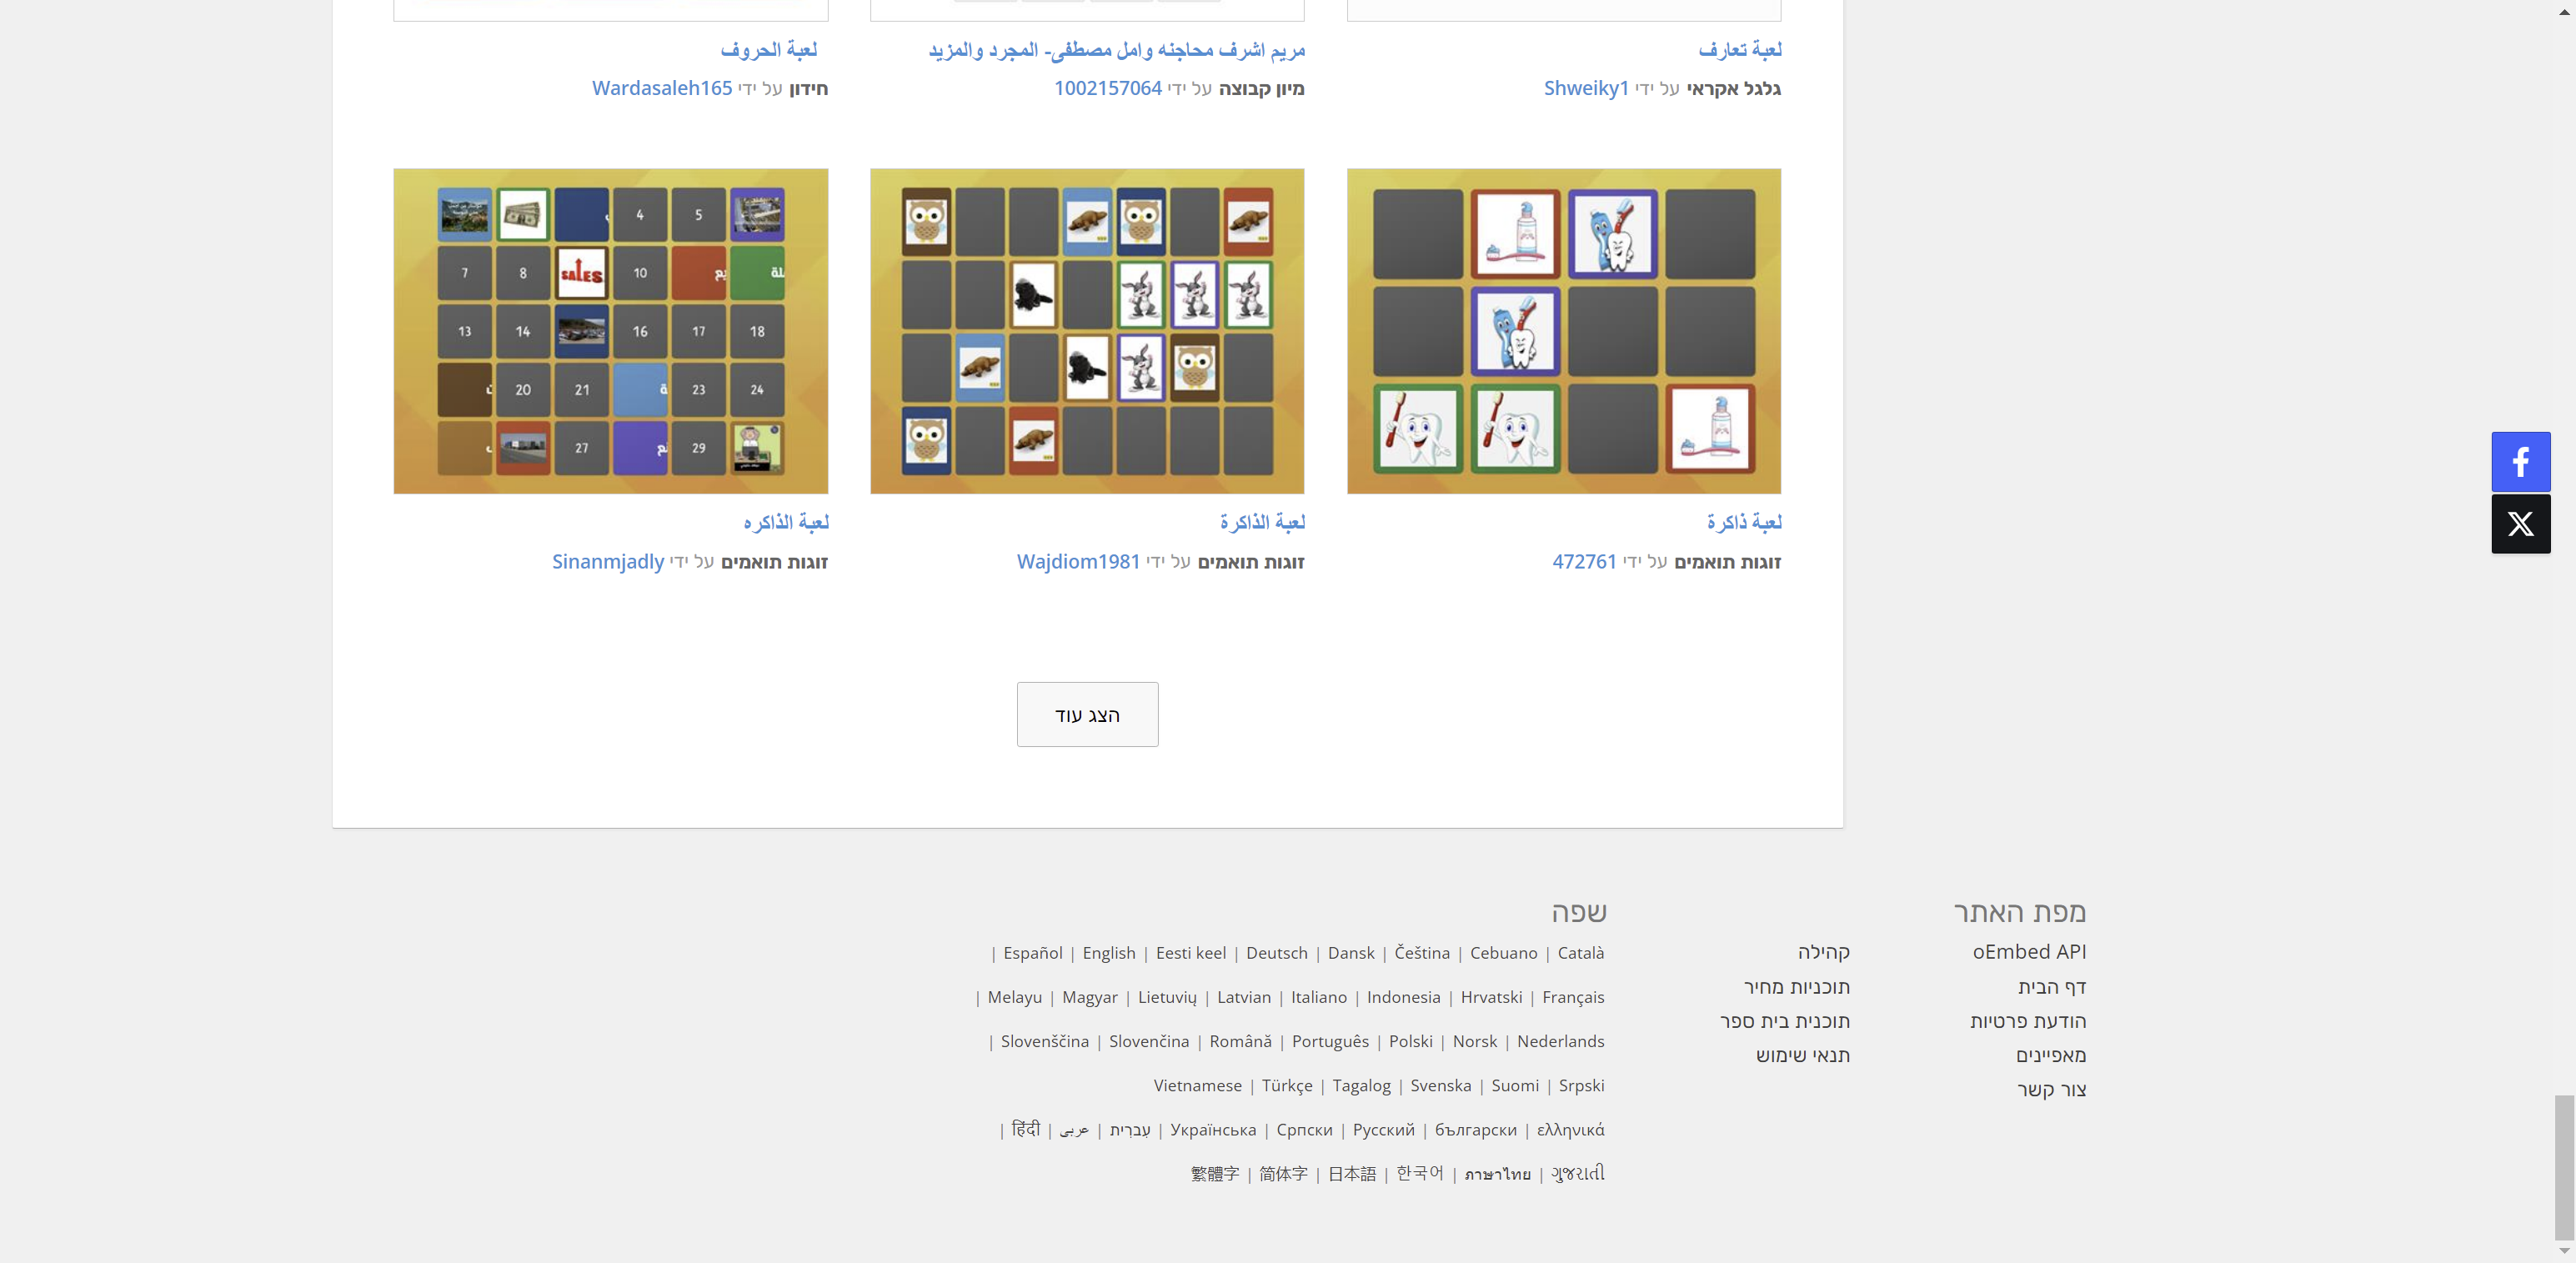 لعبة تعارف
גלגל אקראי על ידי Shweiky1
مريم اشرف محاجنه وامل مصطفى- المجرد والمزيد
מיון קבוצה על ידי 1002157064
لعبة الحروف
חידון על ידי Wardasaleh165
4 5
7 8 SALES 10
13 14 16 17 18
20 21 ة 23 24
27 29
لعبة ذاكرة
זוגות תואמים על ידי 472761
لعبة الذاكرة
זוגות תואמים על ידי Wajdiom1981
لعبة الذاكره
זוגות תואמים על ידי Sinanmjadly
הצג עוד
מפת האתר
oEmbed API
דף הבית
הודעת פרטיות
מאפיינים
צור קשר
קהילה
תוכניות מחיר
תוכנית בית ספר
תנאי שימוש
שפה
Català | Cebuano | Čeština | Dansk | Deutsch | Eesti keel | English | Español |
Français | Hrvatski | Indonesia | Italiano | Latvian | Lietuvių | Magyar | Melayu |
Nederlands | Norsk | Polski | Português | Română | Slovenčina | Slovenščina |
Srpski | Suomi | Svenska | Tagalog | Türkçe | Vietnamese
ελληνικά | български | Русский | Српски | Українська | עִברִית | عربى | हिंदी |
ગુજરાતી | ภาษาไทย | 한국어 | 日本語 | 简体字 | 繁體字